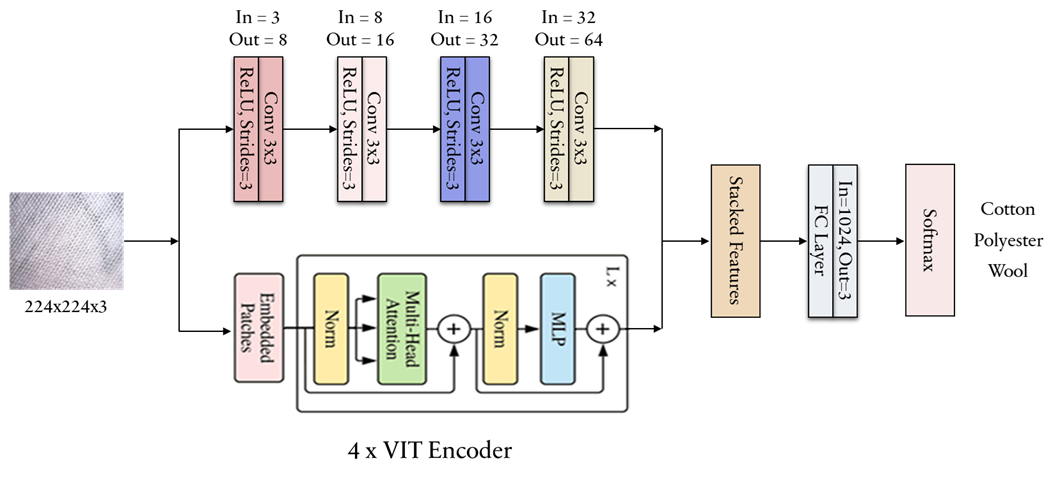 In = 3
Out = 8
In = 8
Out = 16
In = 16
Out = 32
In = 32
Out = 64
ReLU, Strides=3
Conv 3x3
ReLU, Strides=3
Conv 3x3
ReLU, Strides=3
Conv 3x3
ReLU, Strides=3
Conv 3x3
224x224x3
Embedded
Patches
Norm
Multi-Head
Attention
+
Norm
MLP
+
L x
4 x VIT Encoder
Stacked Features
In=1024, Out=3
FC Layer
Softmax
Cotton
Polyester
Wool